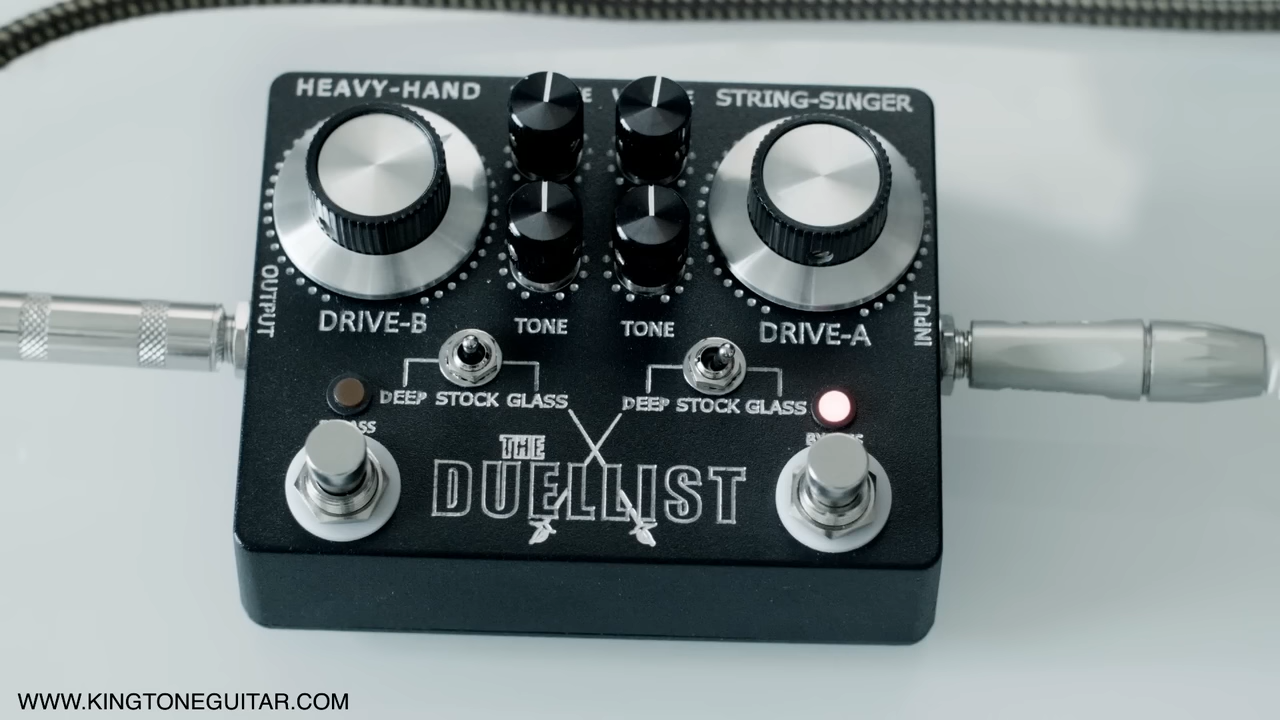 HEAVY-HAND
STRING-SINGER
OUTPUT
INPUT
DRIVE-B
TONE
TONE
DRIVE-A
DEEP STOCK GLASS
DEEP STOCK GLASS
THE
DUELLIST
WWW.KINGTONEGUITAR.COM